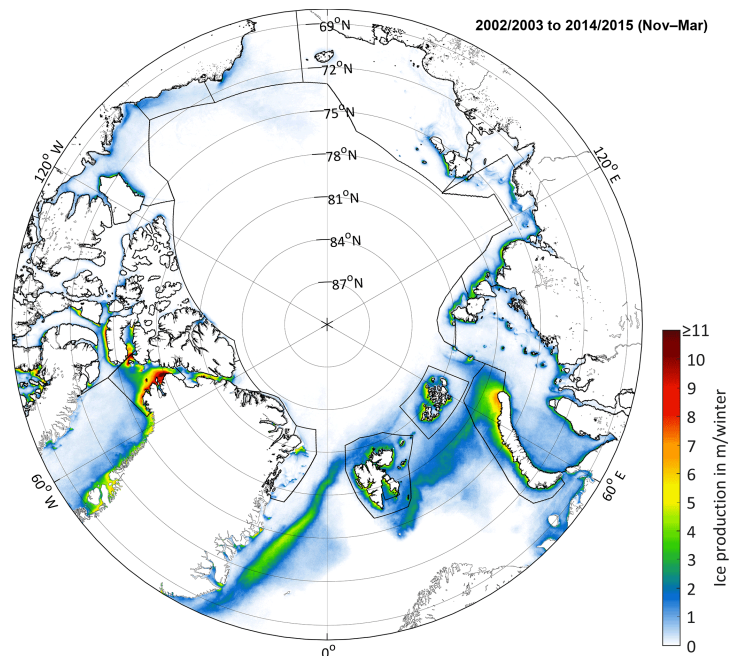 2002/2003 to 2014/2015 (Nov–Mar)
69°N
72°N
75°N
78°N
81°N
84°N
87°N
120° W
120° E
60° W
60° E
0°
≥11
10
9
8
7
6
5
4
3
2
1
0
Ice production in m/winter